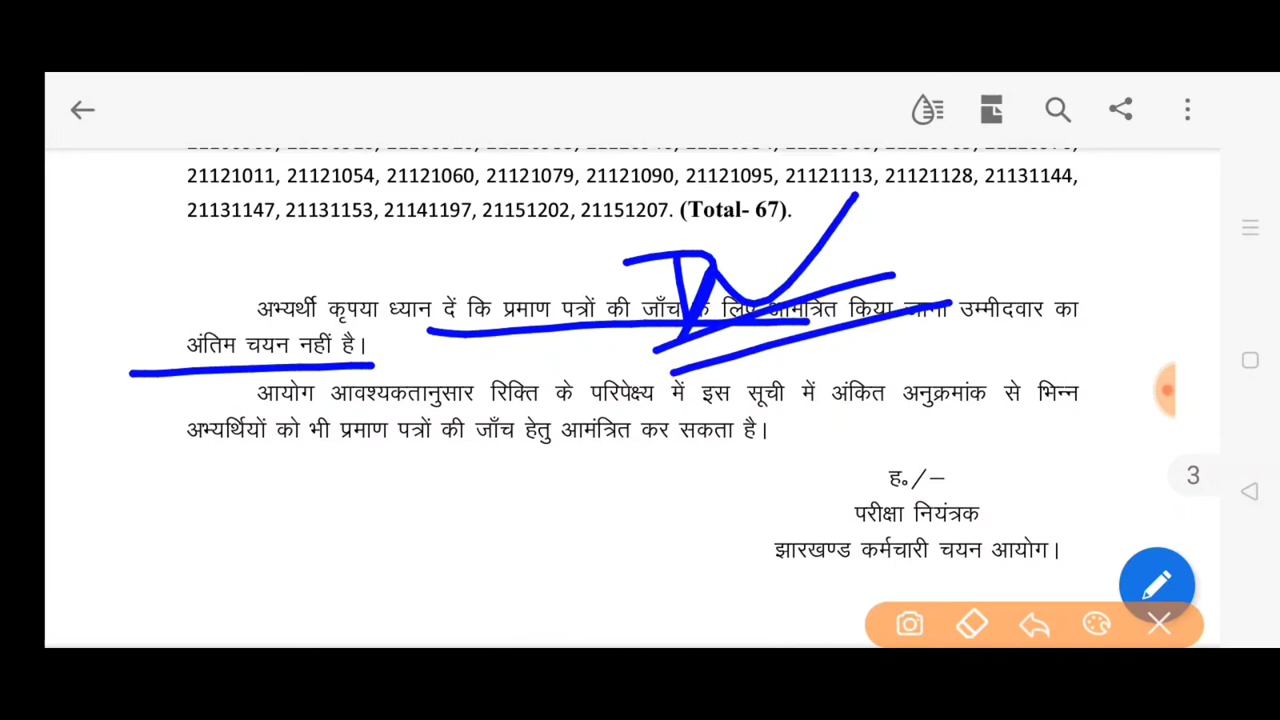 21121011, 21121054, 21121060, 21121079, 21121090, 21121095, 21121113, 21121128, 21131144,
21131147, 21131153, 21141197, 21151202, 21151207. (Total- 67).
अभ्यर्थी कृपया ध्यान दें कि प्रमाण पत्रों की जाँच के लिए आमंत्रित किया जाना उम्मीदवार का
अंतिम चयन नहीं है।
आयोग आवश्यकतानुसार रिक्ति के परिपेक्ष्य में इस सूची में अंकित अनुक्रमांक से भिन्न
अभ्यर्थियों को भी प्रमाण पत्रों की जाँच हेतु आमंत्रित कर सकता है।
ह०/–
परीक्षा नियंत्रक
3
झारखण्ड कर्मचारी चयन आयोग।